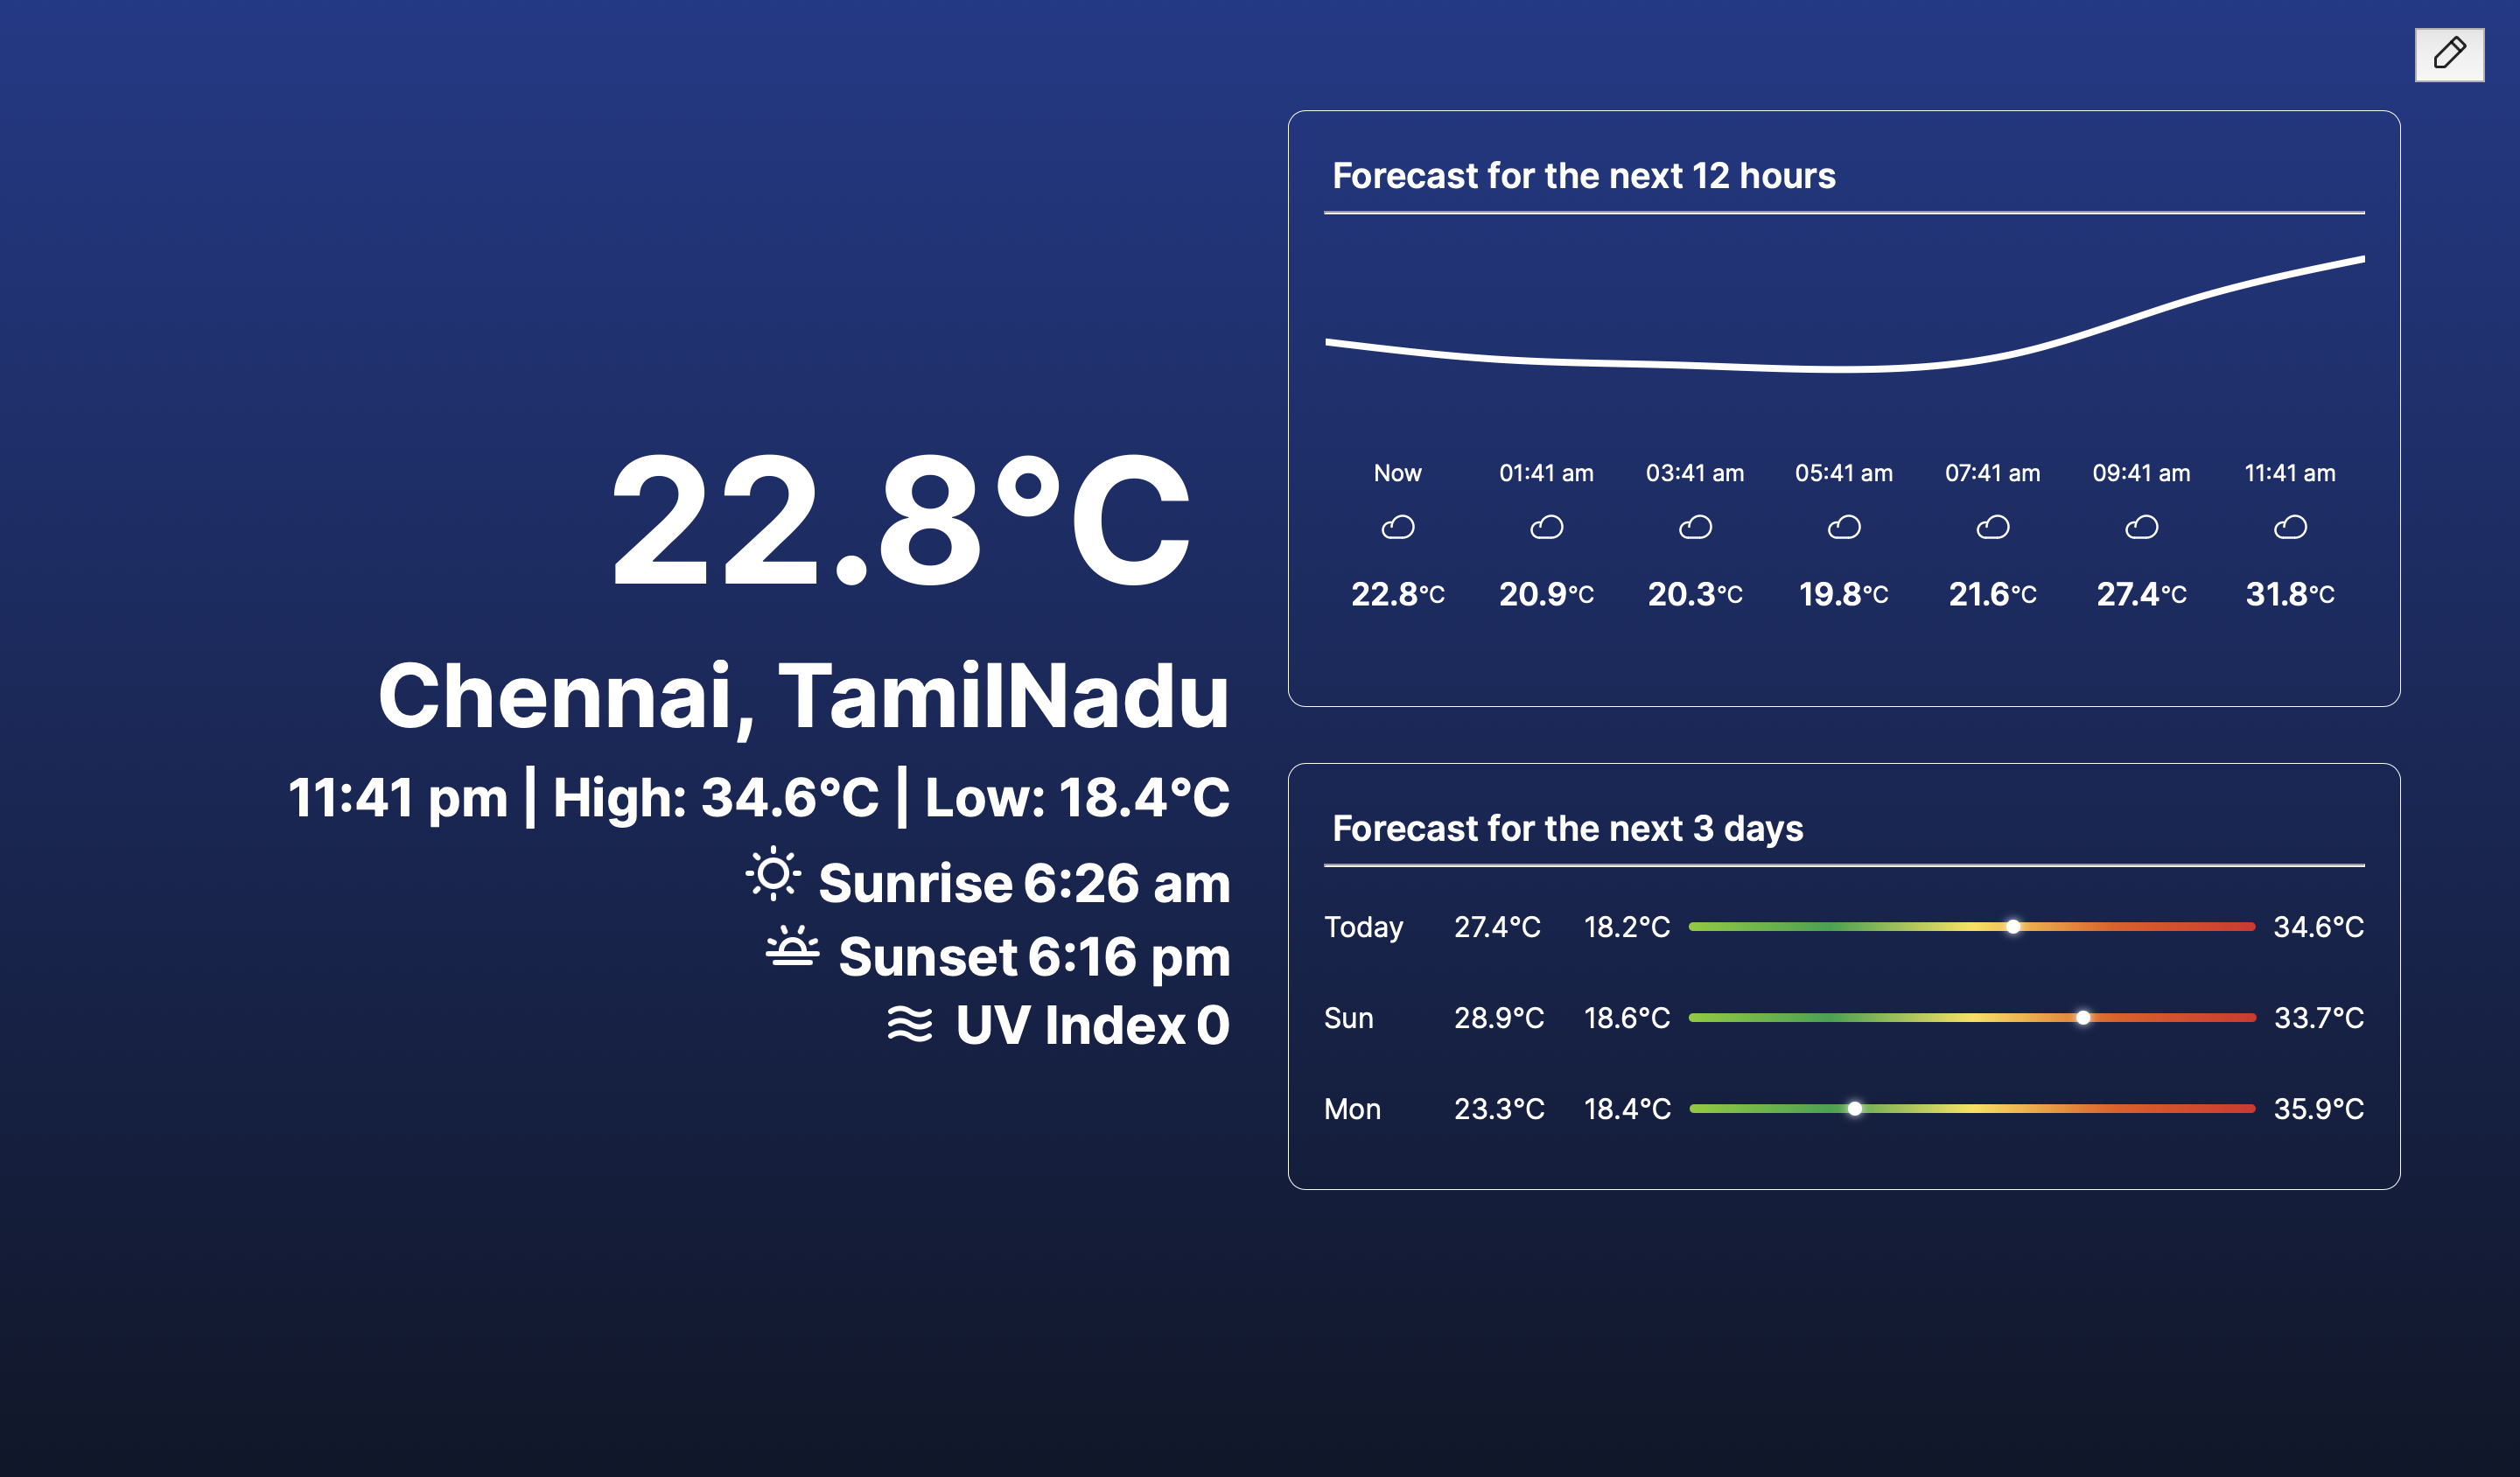 22.8°C
Chennai, TamilNadu
11:41 pm | High: 34.6°C | Low: 18.4°C
Sunrise 6:26 am
Sunset 6:16 pm
UV Index 0
Forecast for the next 12 hours
Now 01:41 am 03:41 am 05:41 am 07:41 am 09:41 am 11:41 am
22.8°C 20.9°C 20.3°C 19.8°C 21.6°C 27.4°C 31.8°C
Forecast for the next 3 days
Today 27.4°C 18.2°C 34.6°C
Sun 28.9°C 18.6°C 33.7°C
Mon 23.3°C 18.4°C 35.9°C